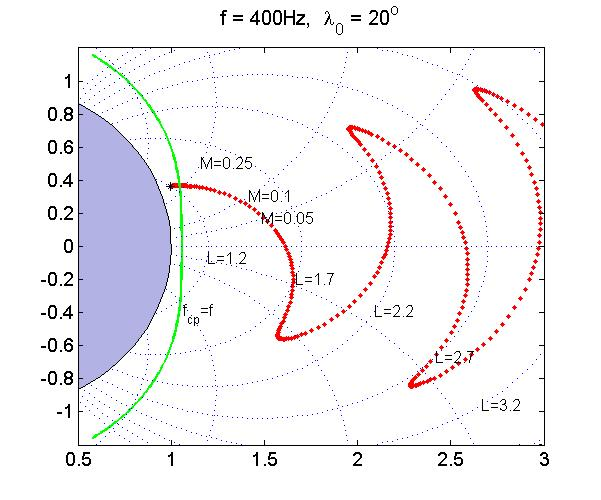 f = 400Hz, λ0 = 20o
1
0.8
0.6
0.4
0.2
0
-0.2
-0.4
-0.6
-0.8
-1
M=0.25
M=0.1
M=0.05
L=1.2
L=1.7
fcp=f
L=2.2
L=2.7
L=3.2
0.5 1 1.5 2 2.5 3